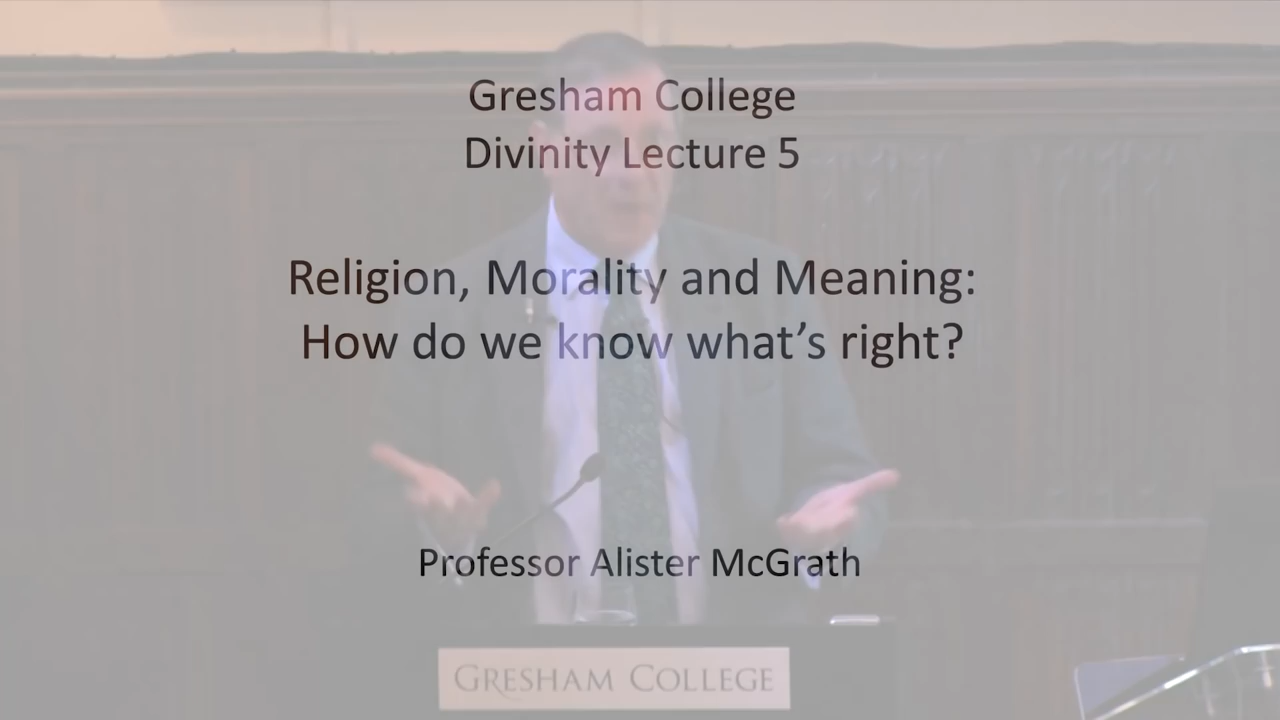 Gresham College
Divinity Lecture 5
Religion, Morality and Meaning:
How do we know what’s right?
Professor Alister McGrath
GRESHAM COLLEGE